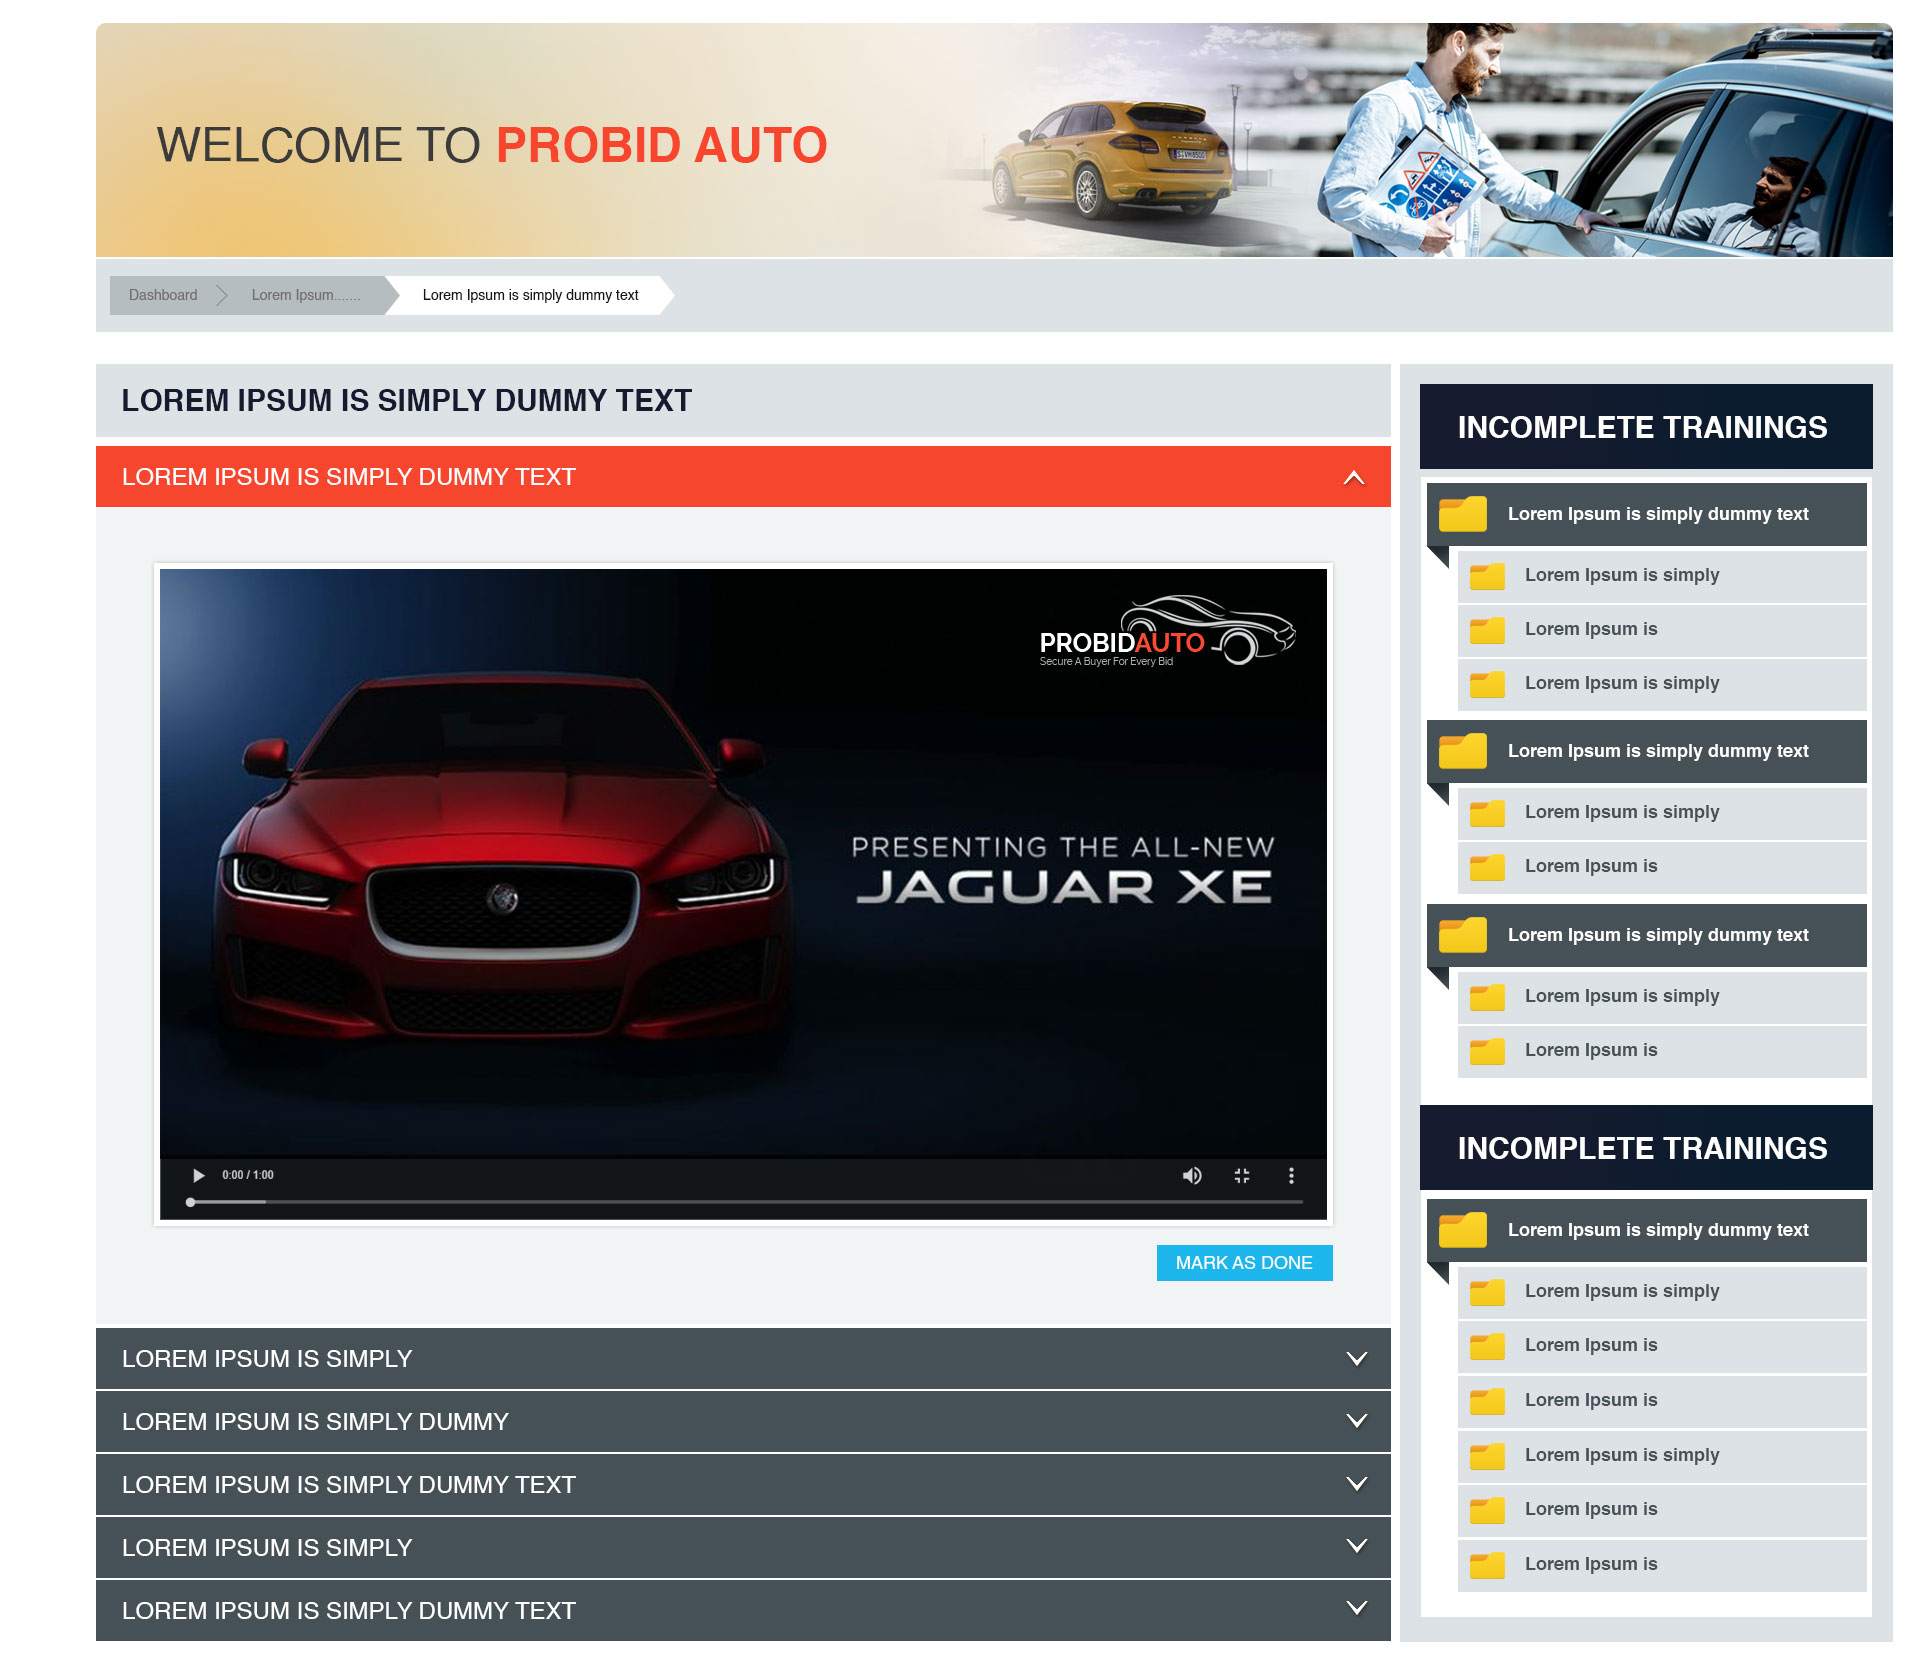 WELCOME TO PROBID AUTO
PORSCHE
S:VM8500
Dashboard
Lorem Ipsum.......
Lorem Ipsum is simply dummy text
LOREM IPSUM IS SIMPLY DUMMY TEXT
LOREM IPSUM IS SIMPLY DUMMY TEXT
PROBIDAUTO
Secure A Buyer For Every Bid
PRESENTING THE ALL-NEW
JAGUAR XE
0:00 / 1:00
MARK AS DONE
LOREM IPSUM IS SIMPLY
LOREM IPSUM IS SIMPLY DUMMY
LOREM IPSUM IS SIMPLY DUMMY TEXT
LOREM IPSUM IS SIMPLY
LOREM IPSUM IS SIMPLY DUMMY TEXT
INCOMPLETE TRAININGS
Lorem Ipsum is simply dummy text
Lorem Ipsum is simply
Lorem Ipsum is
Lorem Ipsum is simply
Lorem Ipsum is simply dummy text
Lorem Ipsum is simply
Lorem Ipsum is
Lorem Ipsum is simply dummy text
Lorem Ipsum is simply
Lorem Ipsum is
INCOMPLETE TRAININGS
Lorem Ipsum is simply dummy text
Lorem Ipsum is simply
Lorem Ipsum is
Lorem Ipsum is
Lorem Ipsum is simply
Lorem Ipsum is
Lorem Ipsum is